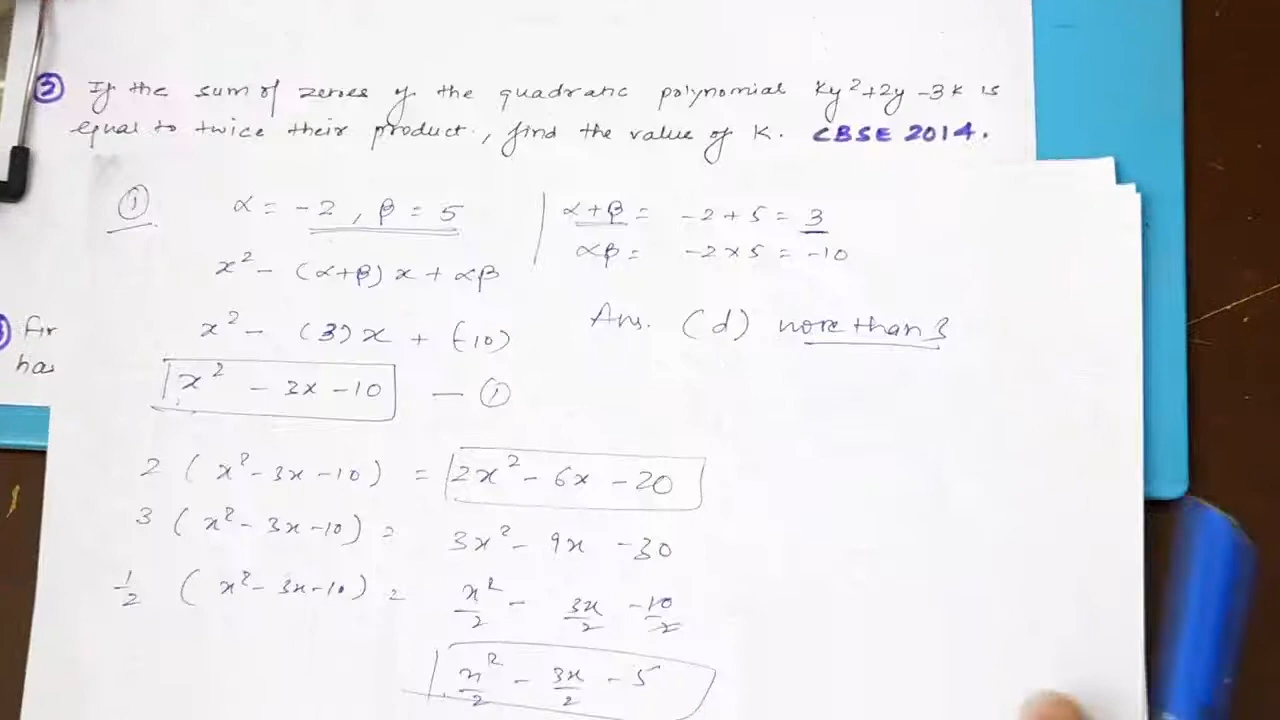 ② If the sum of zeroes of the quadratic polynomial Ky²+2y-3k is
equal to twice their product, find the value of K. CBSE 2014.
①
α = -2, β = 5
α+β = -2+5 = 3
αβ = -2×5 = -10
x² - (α+β)x + αβ
x² - (3)x + (-10)
Ans. (d) more than 3
x² - 3x - 10 — ①
Fir
has
2 (x² - 3x - 10) = 2x² - 6x - 20
3 (x² - 3x - 10) = 3x² - 9x - 30
1/2 (x² - 3x - 10) = x²/2 - 3x/2 - 10/2
x²/2 - 3x/2 - 5